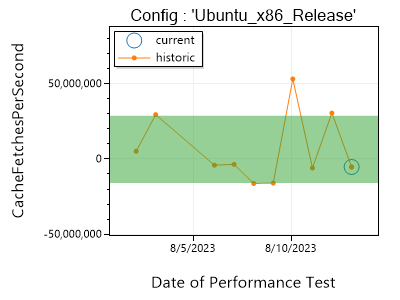 Config : 'Ubuntu_x86_Release'
current
historic
CacheFetchesPerSecond
50,000,000
0
-50,000,000
8/5/2023
8/10/2023
Date of Performance Test